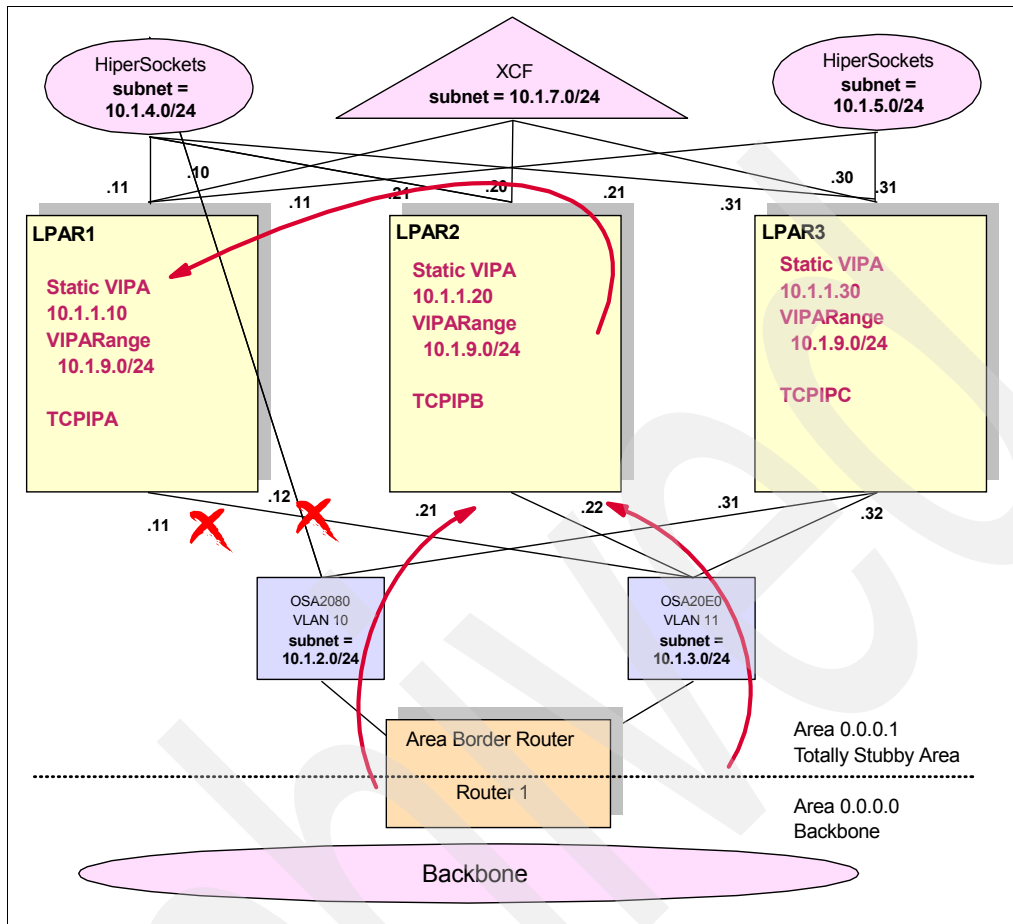 HiperSockets
subnet =
10.1.4.0/24
XCF
subnet = 10.1.7.0/24
HiperSockets
subnet =
10.1.5.0/24
.11
.10
.11
.21
.20
.21
.31
.30
.31
LPAR1
Static VIPA
10.1.1.10
VIPARange
10.1.9.0/24
TCPIPA
LPAR2
Static VIPA
10.1.1.20
VIPARange
10.1.9.0/24
TCPIPB
LPAR3
Static VIPA
10.1.1.30
VIPARange
10.1.9.0/24
TCPIPC
.11
.12
.21
.22
.31
.32
OSA2080
VLAN 10
subnet =
10.1.2.0/24
OSA20E0
VLAN 11
subnet =
10.1.3.0/24
Area Border Router
Router 1
Area 0.0.0.1
Totally Stubby Area
Area 0.0.0.0
Backbone
Backbone